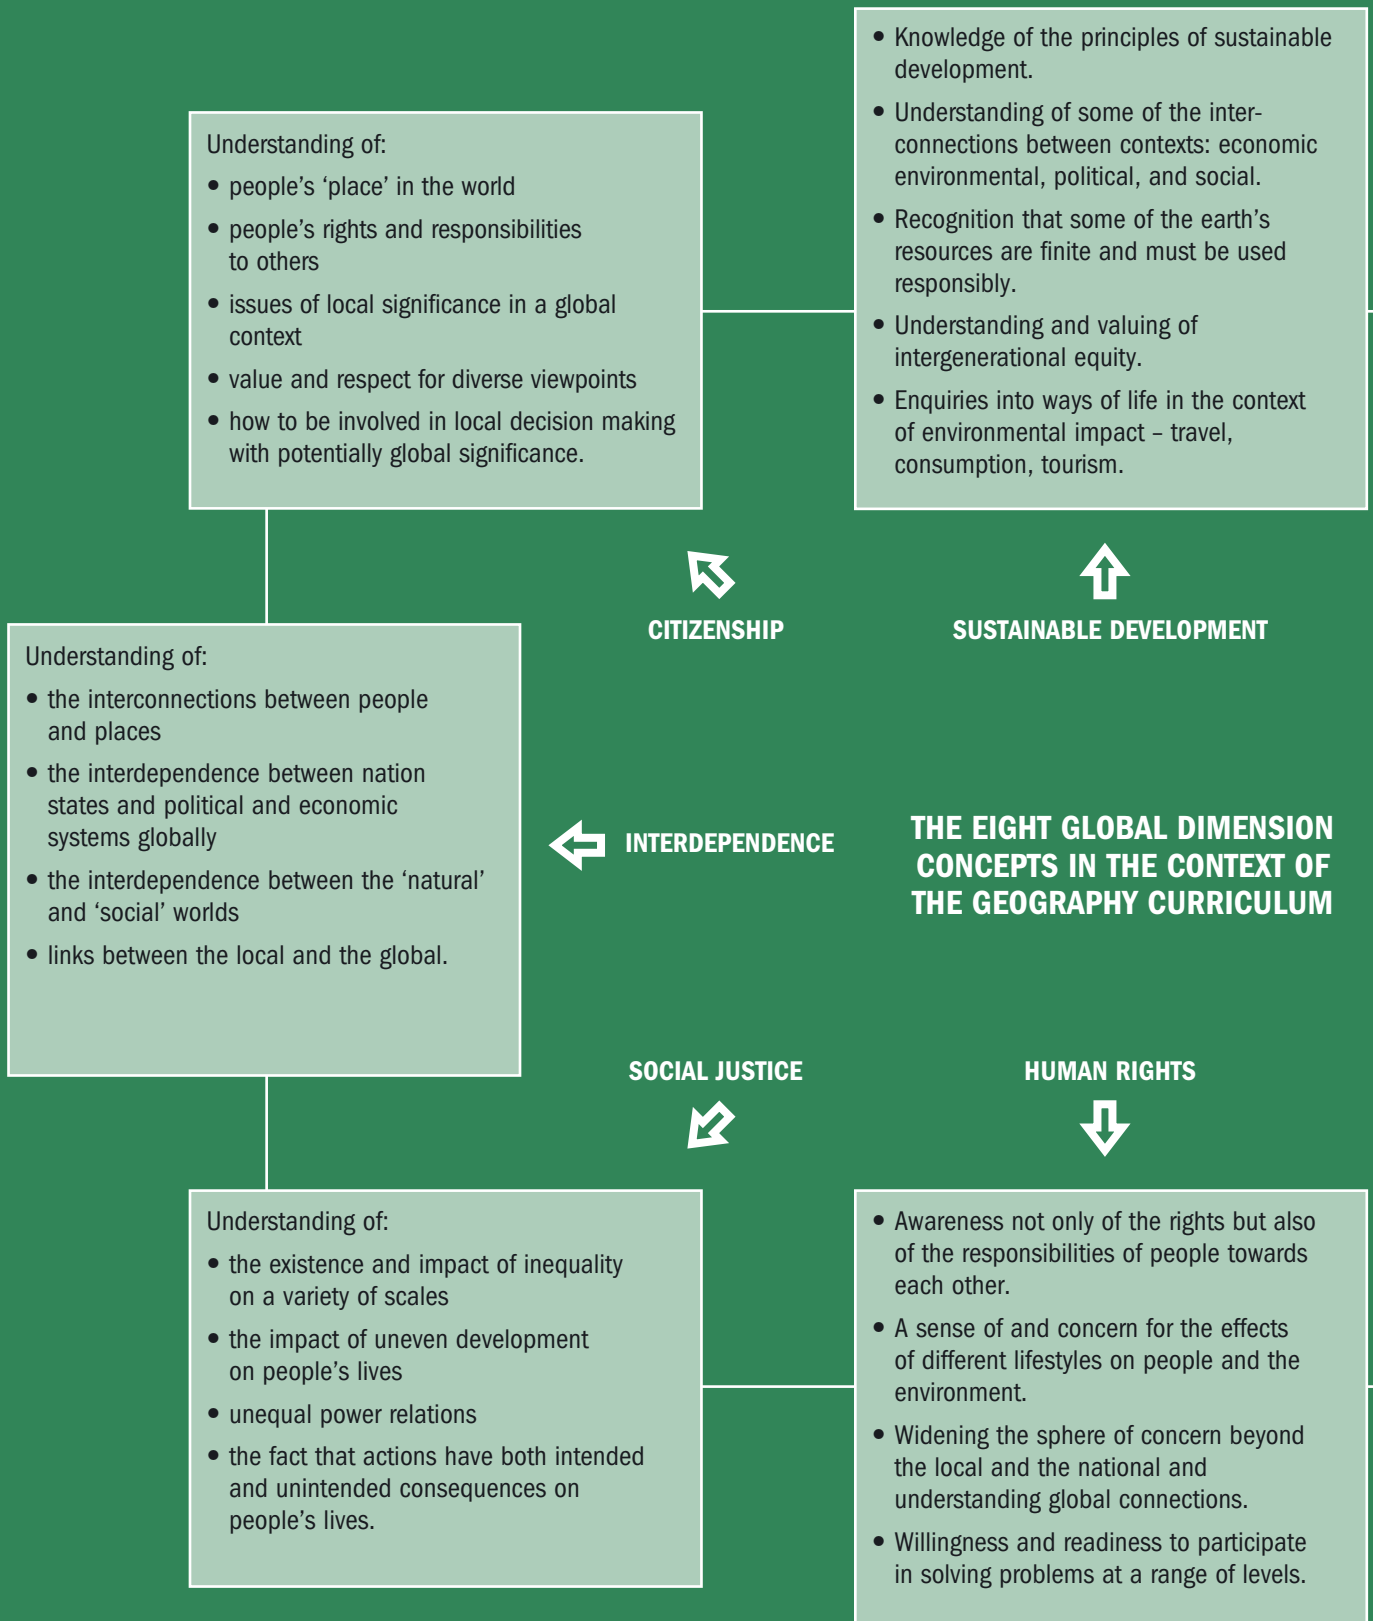 Understanding of:
• people's 'place' in the world
• people's rights and responsibilities
to others
• issues of local significance in a global
context
• value and respect for diverse viewpoints
• how to be involved in local decision making
with potentially global significance.
• Knowledge of the principles of sustainable
development.
• Understanding of some of the inter-
connections between contexts: economic
environmental, political, and social.
• Recognition that some of the earth's
resources are finite and must be used
responsibly.
• Understanding and valuing of
intergenerational equity.
• Enquiries into ways of life in the context
of environmental impact – travel,
consumption, tourism.
CITIZENSHIP
SUSTAINABLE DEVELOPMENT
Understanding of:
• the interconnections between people
and places
• the interdependence between nation
states and political and economic
systems globally
• the interdependence between the 'natural'
and 'social' worlds
• links between the local and the global.
INTERDEPENDENCE
THE EIGHT GLOBAL DIMENSION
CONCEPTS IN THE CONTEXT OF
THE GEOGRAPHY CURRICULUM
SOCIAL JUSTICE
HUMAN RIGHTS
Understanding of:
• the existence and impact of inequality
on a variety of scales
• the impact of uneven development
on people's lives
• unequal power relations
• the fact that actions have both intended
and unintended consequences on
people's lives.
• Awareness not only of the rights but also
of the responsibilities of people towards
each other.
• A sense of and concern for the effects
of different lifestyles on people and the
environment.
• Widening the sphere of concern beyond
the local and the national and
understanding global connections.
• Willingness and readiness to participate
in solving problems at a range of levels.